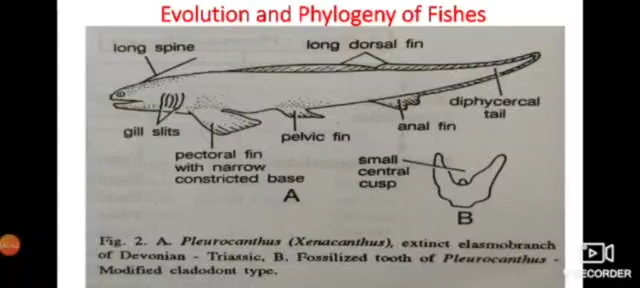 Evolution and Phylogeny of Fishes
long spine
long dorsal fin
diphycercal
tail
gill slits
pelvic fin
anal fin
pectoral fin
with narrow
constricted base
small
central
cusp
A
B
Fig. 2. A. Pleurocanthus (Xenacanthus), extinct elasmobranch
of Devonian - Triassic, B. Fossilized tooth of Pleurocanthus -
Modified cladodont type.